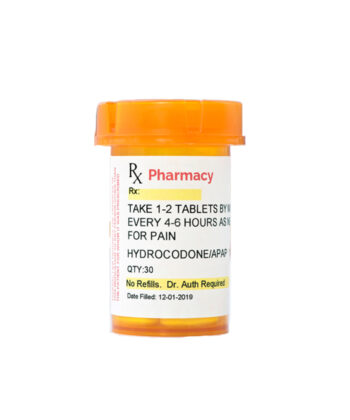 Rx Pharmacy
Rx:
TAKE 1-2 TABLETS BY
EVERY 4-6 HOURS AS
FOR PAIN
HYDROCODONE/APAP
QTY:30
No Refills. Dr. Auth Required
Date Filled: 12-01-2019